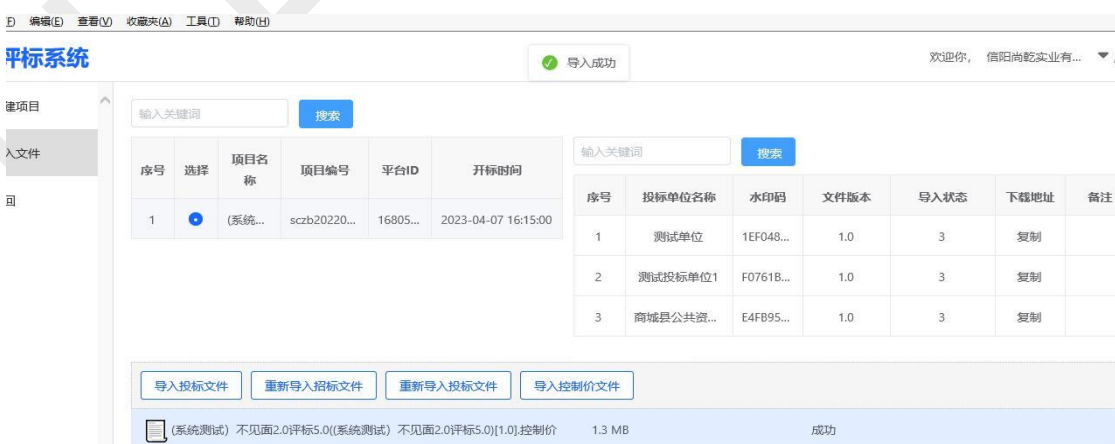 E) 编辑(E) 查看(V) 收藏夹(A) 工具(T) 帮助(H)
平标系统
导入成功
欢迎你, 信阳尚乾实业有...
建项目
入文件
回
输入关键词 搜索
序号 选择 项目名称 项目编号 平台ID 开标时间
1 (系统... sczb20220... 16805... 2023-04-07 16:15:00
输入关键词 搜索
序号 投标单位名称 水印码 文件版本 导入状态 下载地址 备注
1 测试单位 1EF048... 1.0 3 复制
2 测试投标单位1 F0761B... 1.0 3 复制
3 商城县公共资... E4FB95... 1.0 3 复制
导入投标文件 重新导入招标文件 重新导入投标文件 导入控制价文件
(系统测试)不见面2.0评标5.0((系统测试)不见面2.0评标5.0)[1.0].控制价 1.3 MB 成功